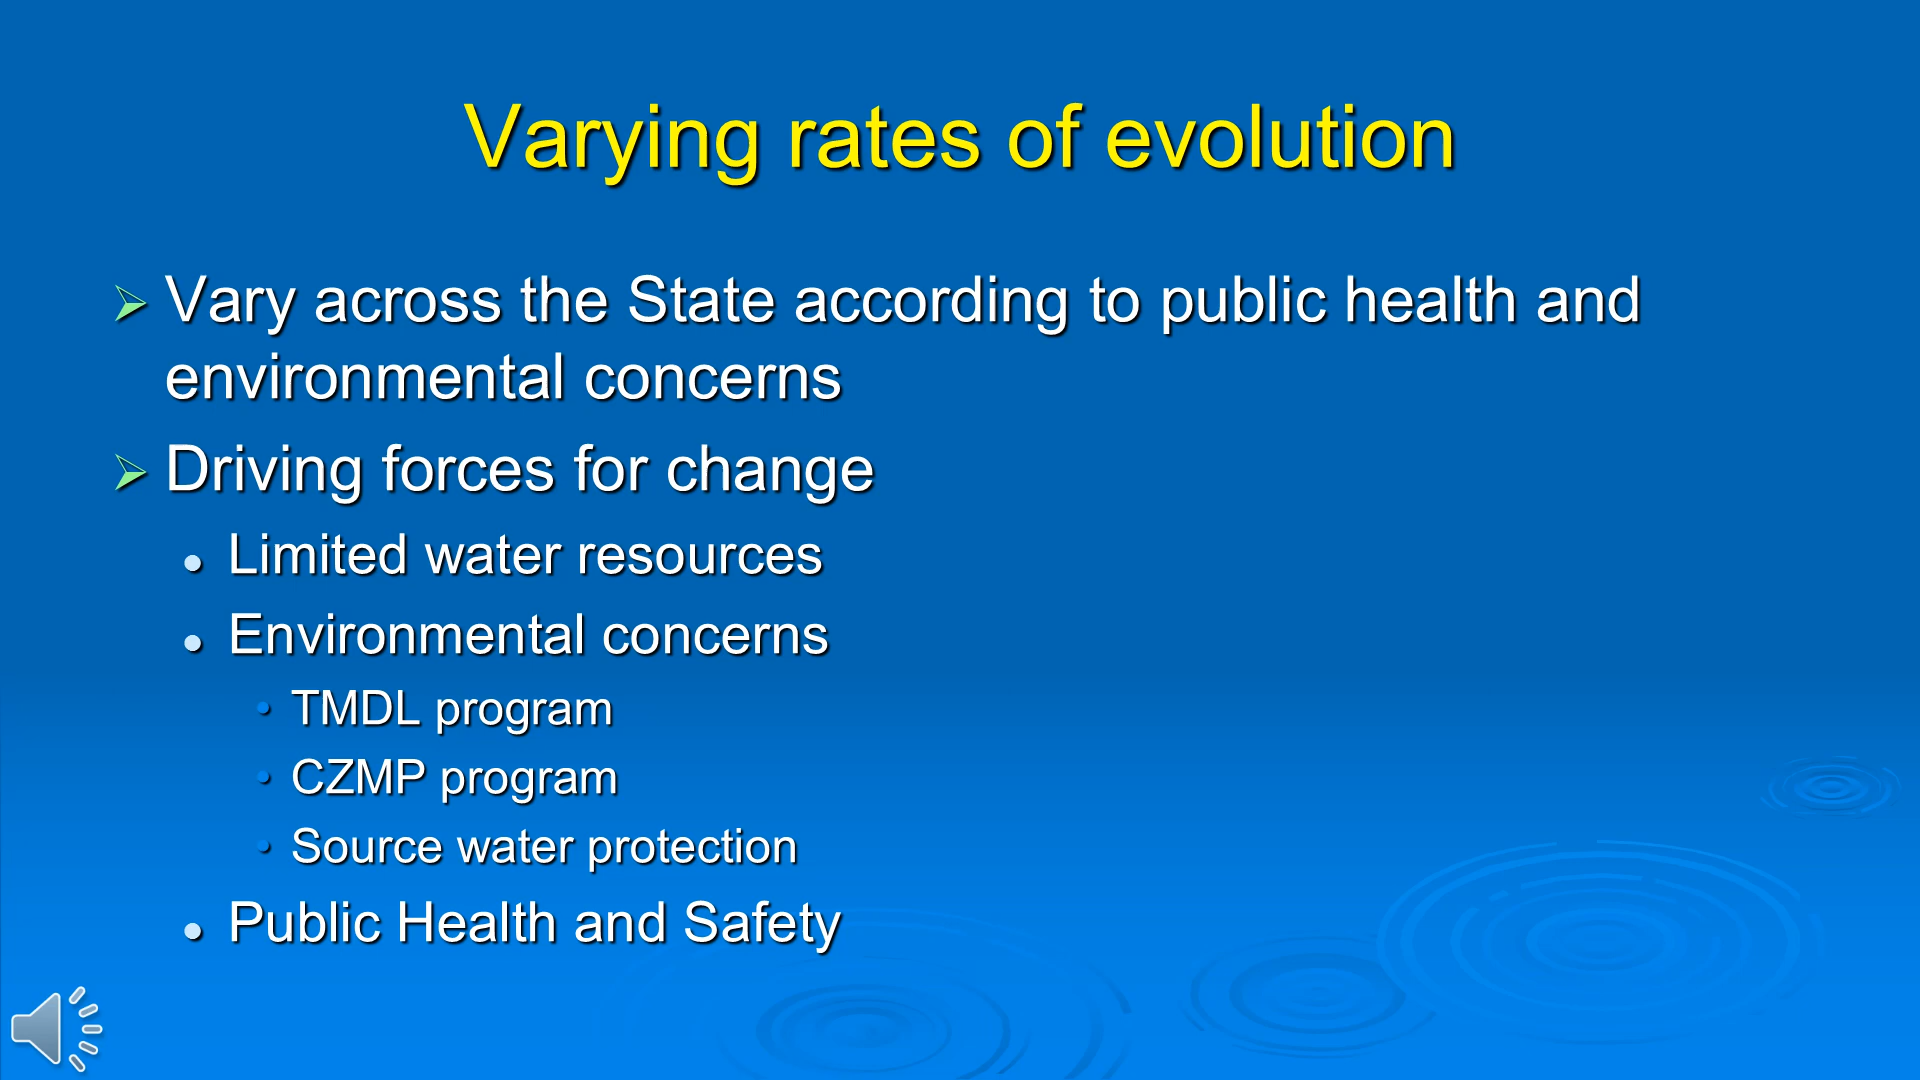 Varying rates of evolution
Vary across the State according to public health and
environmental concerns
Driving forces for change
Limited water resources
Environmental concerns
TMDL program
CZMP program
Source water protection
Public Health and Safety